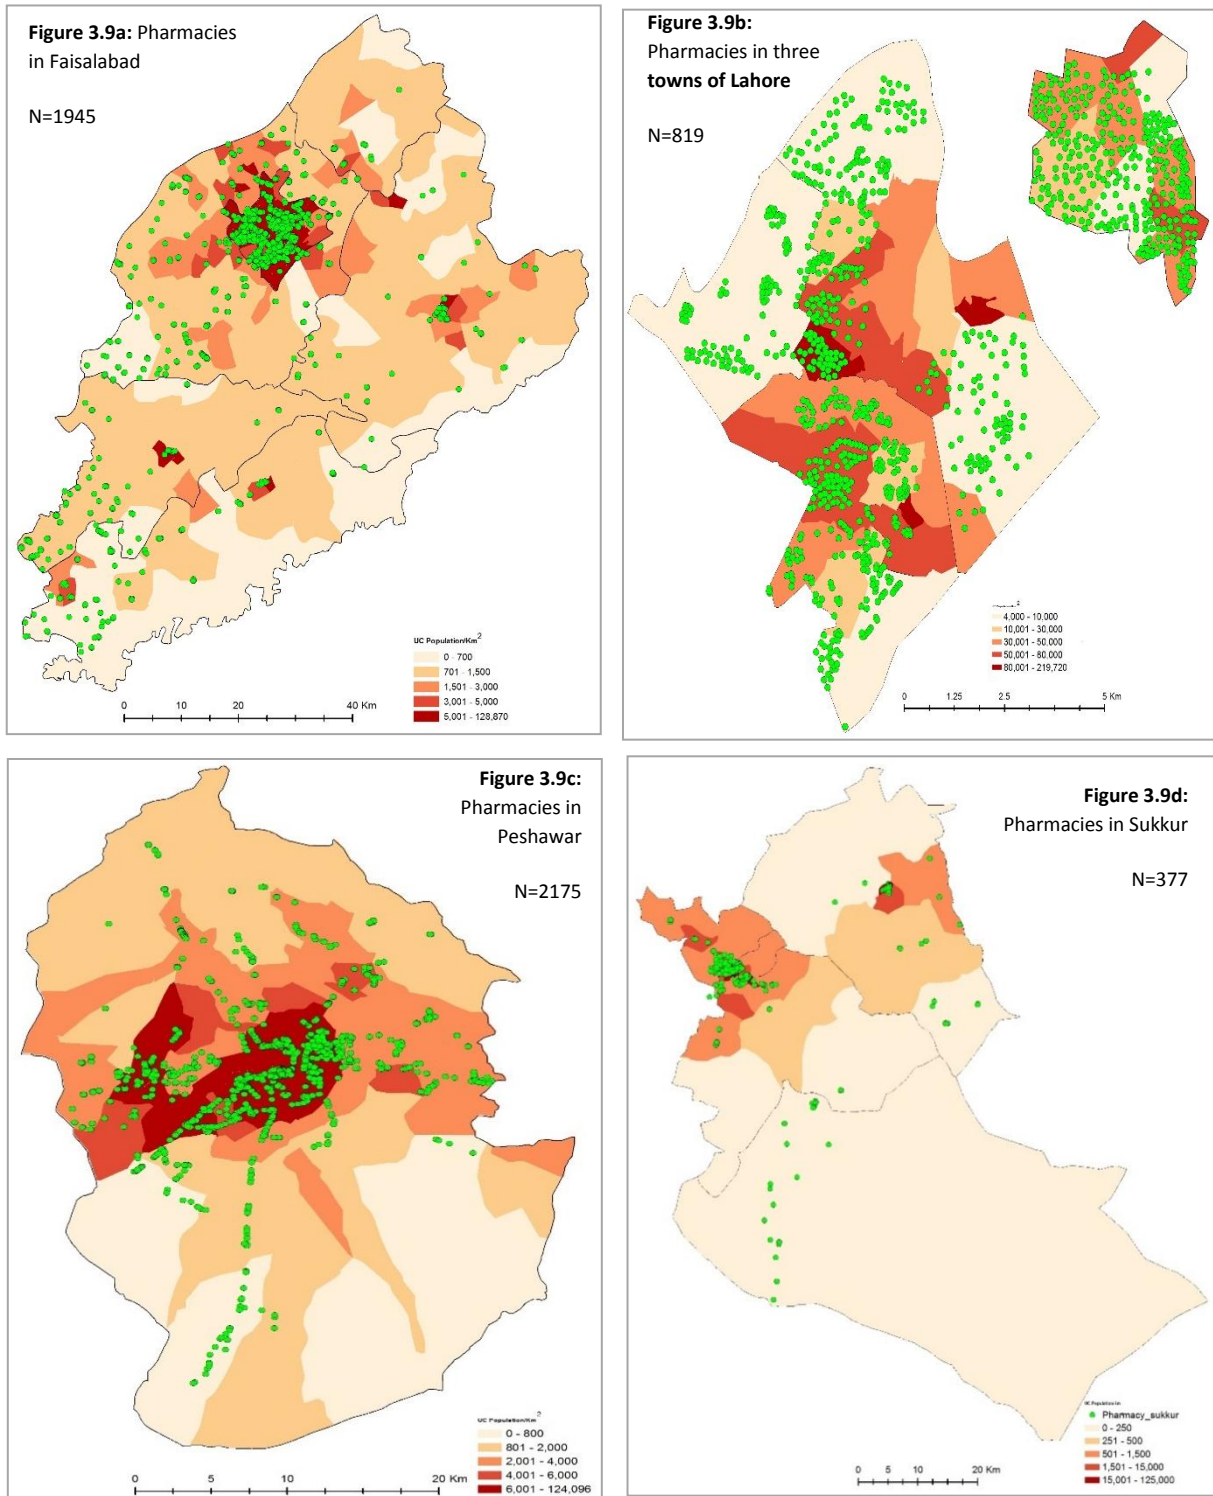 Figure 3.9a: Pharmacies
in Faisalabad
N=1945
UC Population/Km2
0 - 700
701 - 1,500
1,501 - 3,000
3,001 - 5,000
5,001 - 128,870
0 10 20 40 Km
Figure 3.9b:
Pharmacies in three
towns of Lahore
N=819
4,000 - 10,000
10,001 - 30,000
30,001 - 50,000
50,001 - 80,000
80,001 - 219,720
0 1.25 2.5 5 Km
Figure 3.9c:
Pharmacies in
Peshawar
N=2175
UC Population/Km2
0 - 800
801 - 2,000
2,001 - 4,000
4,001 - 6,000
6,001 - 124,096
0 5 10 20 Km
Figure 3.9d:
Pharmacies in Sukkur
N=377
Pharmacy_sukkur
0 - 250
251 - 500
501 - 1,500
1,501 - 15,000
15,001 - 125,000
0 5 10 20 Km